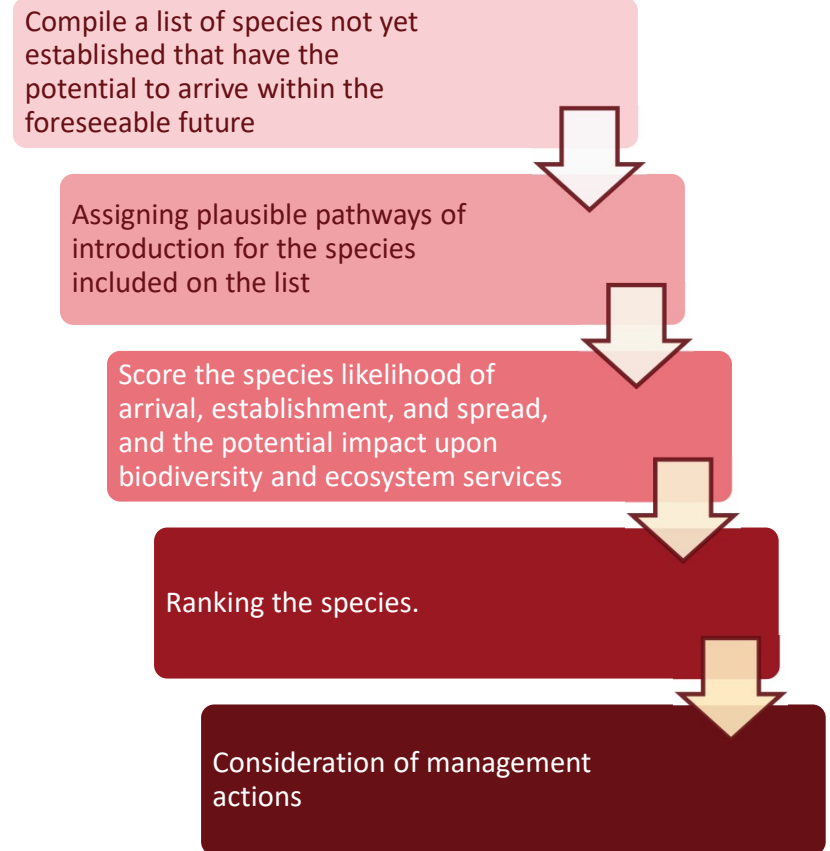 Compile a list of species not yet
established that have the
potential to arrive within the
foreseeable future
Assigning plausible pathways of
introduction for the species
included on the list
Score the species likelihood of
arrival, establishment, and spread,
and the potential impact upon
biodiversity and ecosystem services
Ranking the species.
Consideration of management
actions